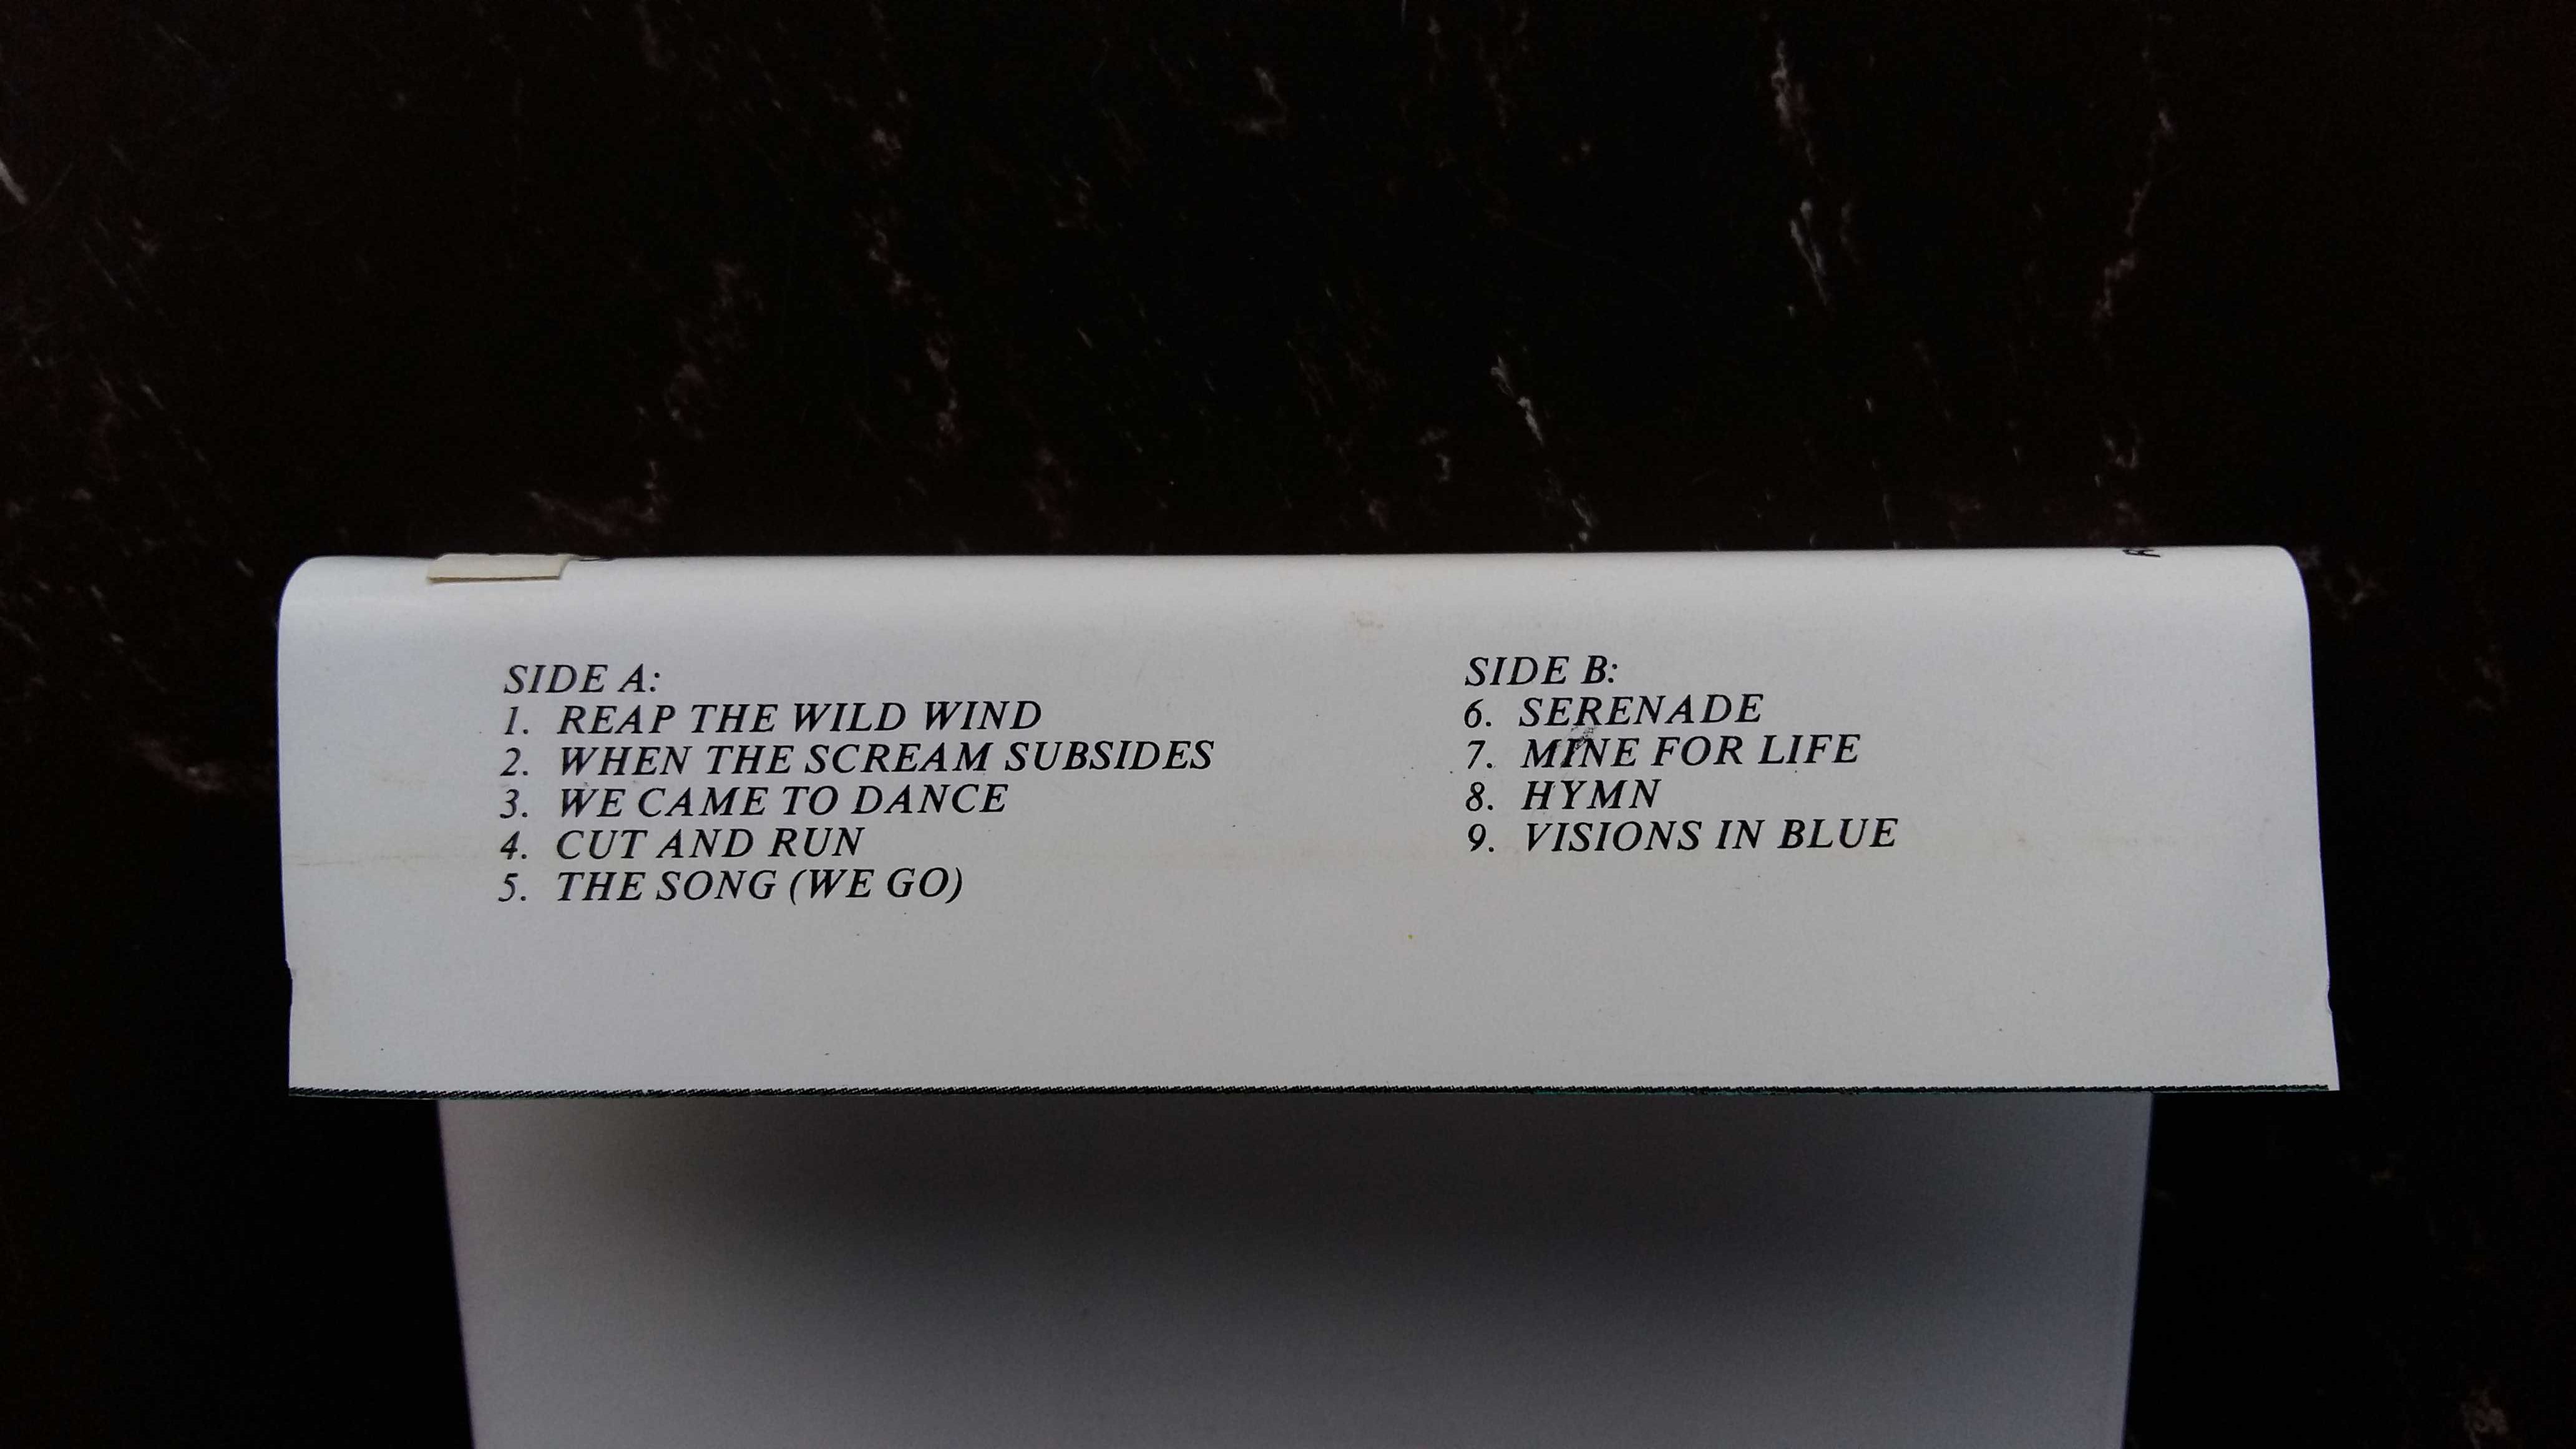 SIDE A:
1. REAP THE WILD WIND
2. WHEN THE SCREAM SUBSIDES
3. WE CAME TO DANCE
4. CUT AND RUN
5. THE SONG (WE GO)
SIDE B:
6. SERENADE
7. MINE FOR LIFE
8. HYMN
9. VISIONS IN BLUE